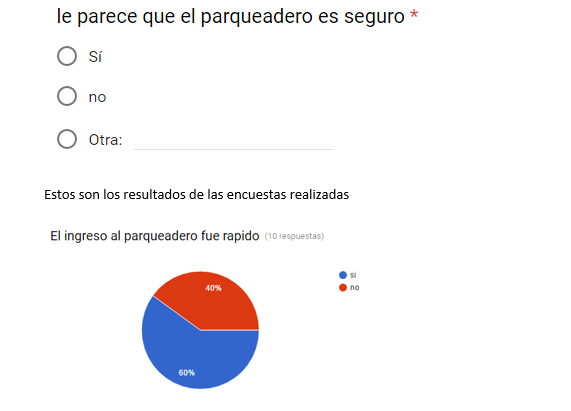 le parece que el parqueadero es seguro *
Sí
no
Otra:
Estos son los resultados de las encuestas realizadas
El ingreso al parqueadero fue rapido (10 respuestas)
si
no
40%
60%